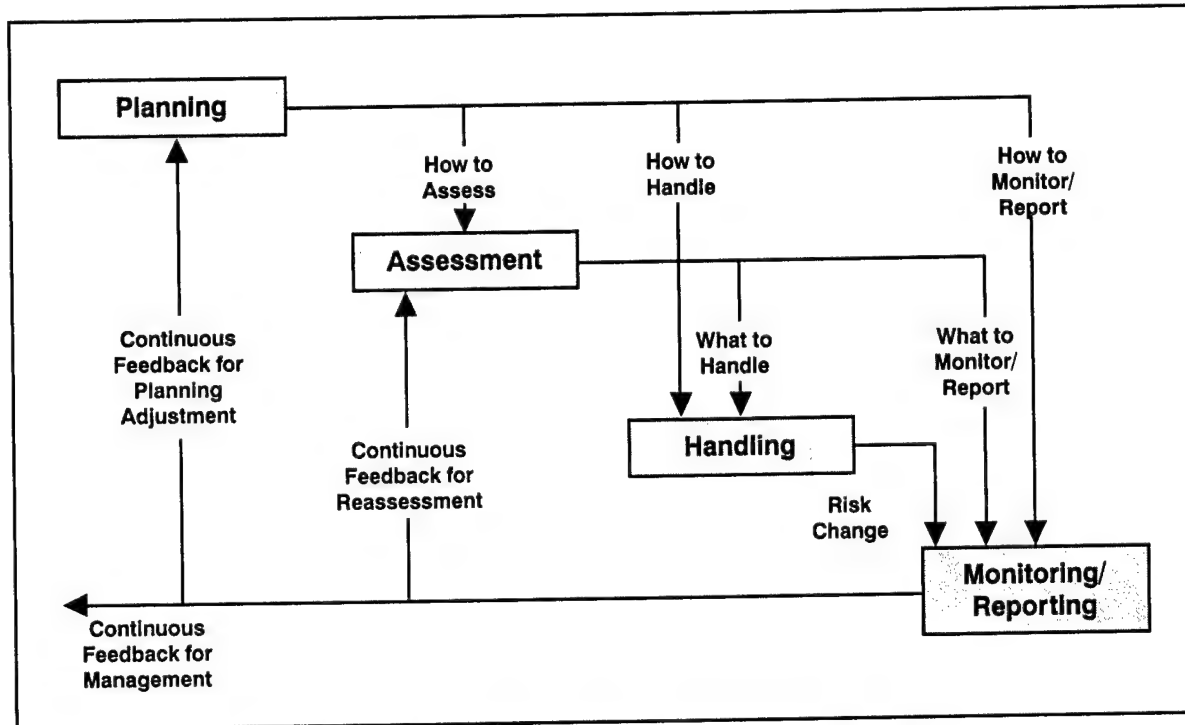 Planning
How to
Assess
How to
Handle
How to
Monitor/
Report
Assessment
Continuous
Feedback for
Planning
Adjustment
What to
Handle
What to
Monitor/
Report
Continuous
Feedback for
Reassessment
Handling
Risk
Change
Monitoring/
Reporting
Continuous
Feedback for
Management